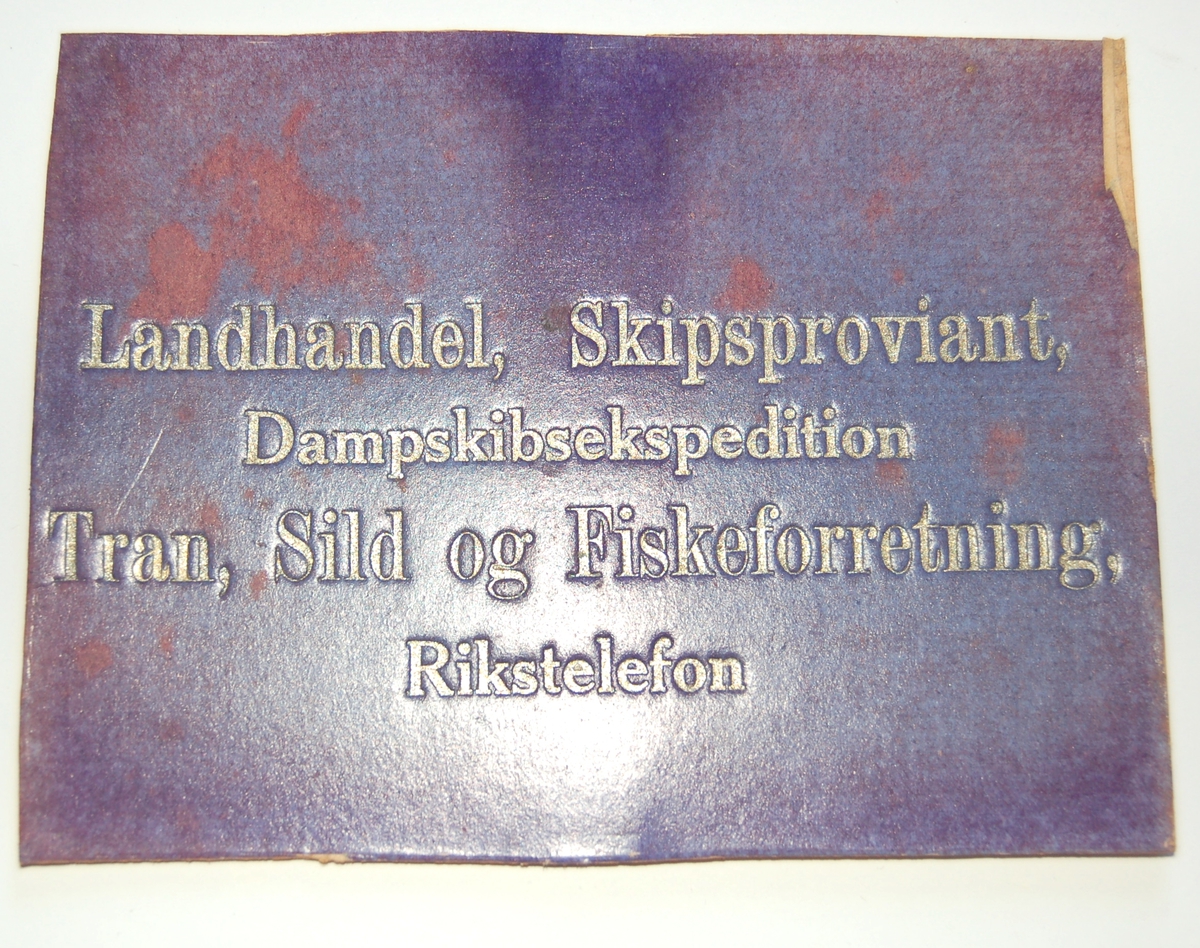 Landhandel, Skipsproviant,
Dampskibsekspedition
Tran, Sild og Fiskeforretning,
Rikstelefon